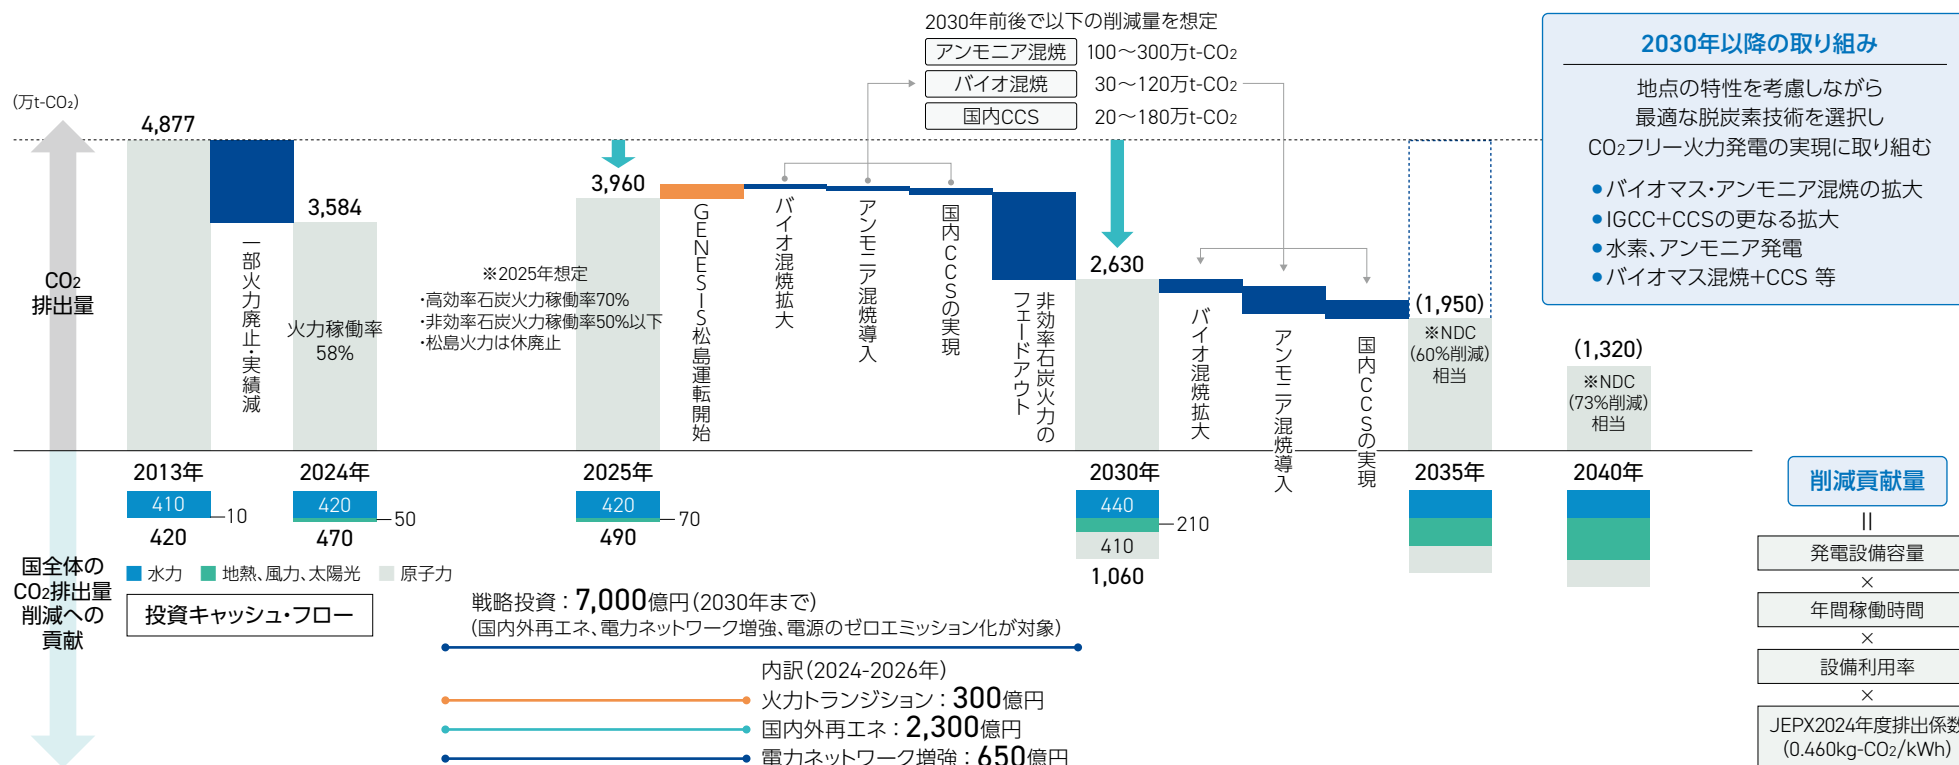 2030年前後で以下の削減量を想定
アンモニア混焼 100〜300万t-CO2
バイオ混焼 30〜120万t-CO2
国内CCS 20〜180万t-CO2
2030年以降の取り組み
地点の特性を考慮しながら
最適な脱炭素技術を選択し
CO2フリー火力発電の実現に取り組む
●バイオマス・アンモニア混焼の拡大
●IGCC+CCSの更なる拡大
●水素、アンモニア発電
●バイオマス混焼+CCS 等
(万t-CO2)
CO2
排出量
4,877
一部火力廃止・実績減
3,584
火力稼働率
58%
※2025年想定
・高効率石炭火力稼働率70%
・非効率石炭火力稼働率50%以下
・松島火力は休廃止
3,960
GENESIS松島運転開始
バイオ混焼拡大
アンモニア混焼導入
国内CCSの実現
非効率石炭火力の
フェードアウト
2,630
バイオ混焼拡大
アンモニア混焼導入
国内CCSの実現
(1,950)
※NDC
(60%削減)
相当
(1,320)
※NDC
(73%削減)
相当
2013年 2024年 2025年 2030年 2035年 2040年
410
10
420
420
50
470
420
70
490
440
210
410
1,060
国全体の
CO2排出量
削減への
貢献
水力 地熱、風力、太陽光 原子力
投資キャッシュ・フロー
戦略投資：7,000億円(2030年まで)
(国内外再エネ、電力ネットワーク増強、電源のゼロエミッション化が対象)
内訳(2024-2026年)
火力トランジション：300億円
国内外再エネ：2,300億円
電力ネットワーク増強：650億円
削減貢献量
=
発電設備容量
×
年間稼働時間
×
設備利用率
×
JEPX2024年度排出係数
(0.460kg-CO2/kWh)